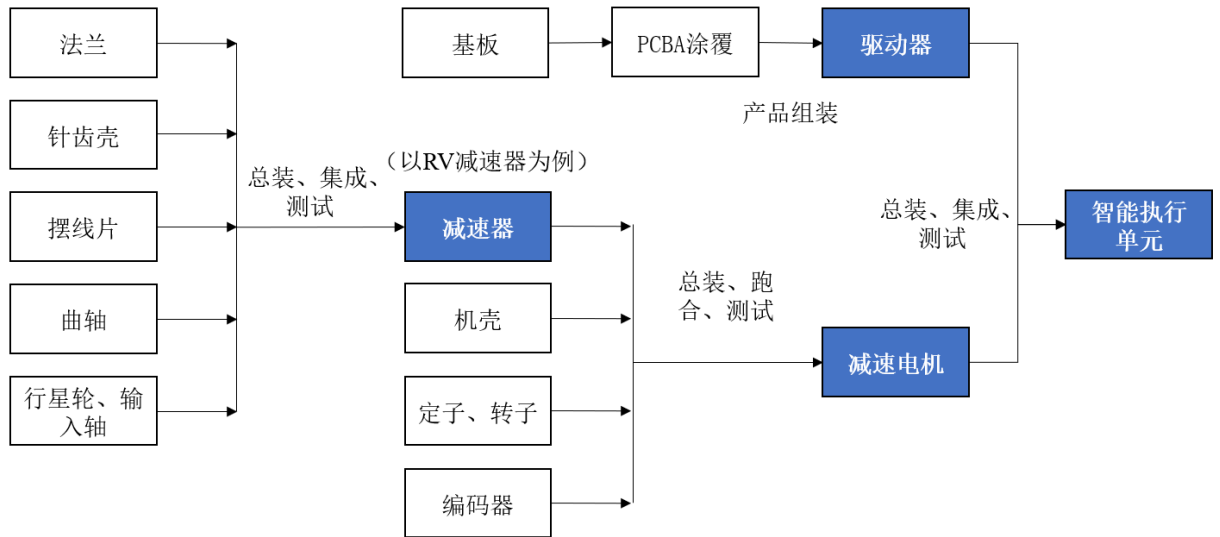 法兰
基板
PCBA涂覆
驱动器
针齿壳
产品组装
总装、集成、
测试
（以RV减速器为例）
摆线片
减速器
总装、集成、
测试
智能执行
单元
曲轴
机壳
总装、跑
合、测试
减速电机
行星轮、输
入轴
定子、转子
编码器